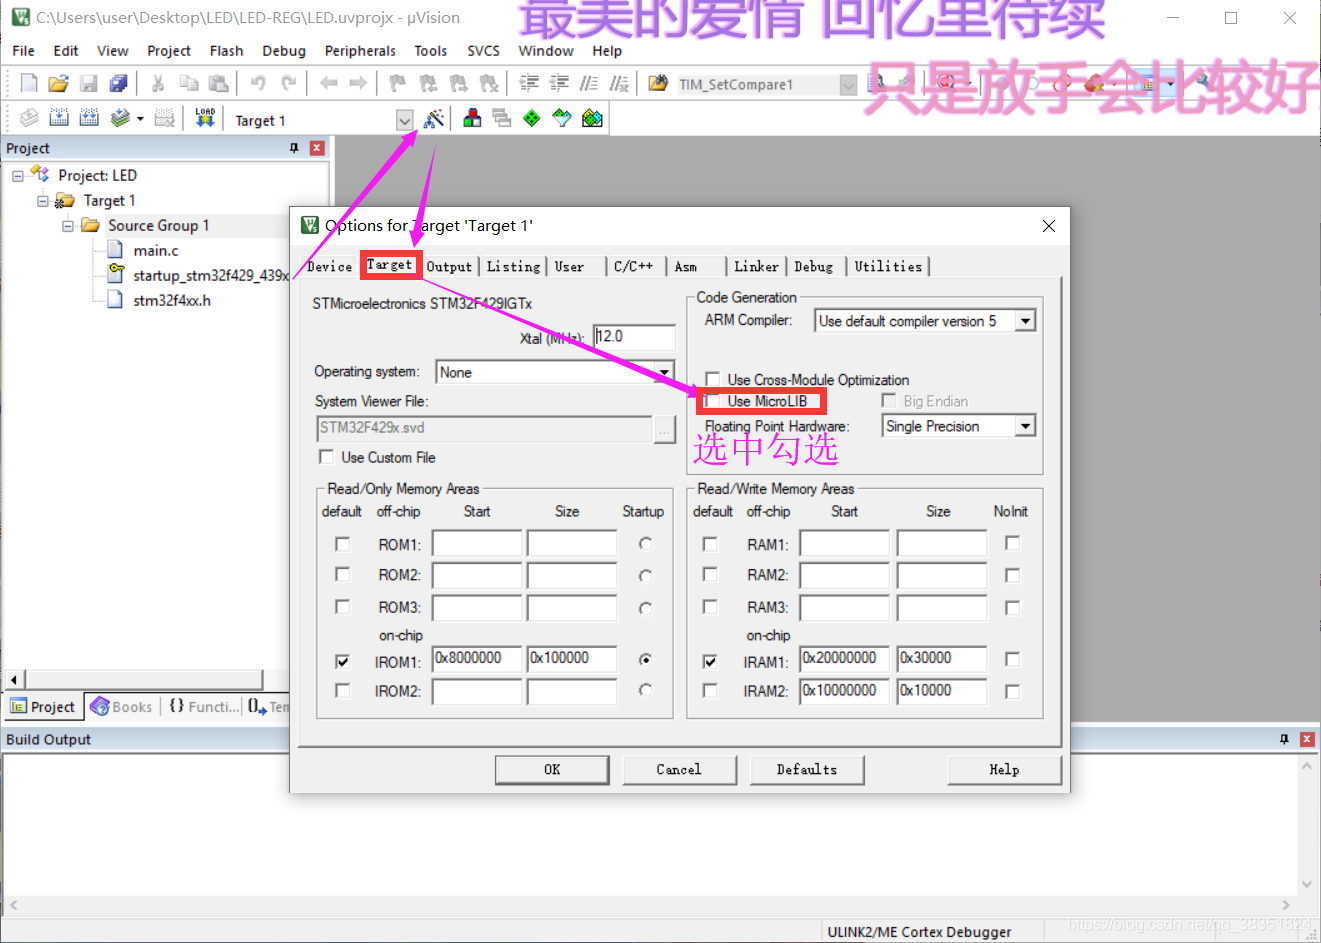 C:\Users\user\Desktop\LED\LED-REG\LED.uvprojx - µVision
最美的爱情 回忆里待续
File Edit View Project Flash Debug Peripherals Tools SVCS Window Help
TIM_SetCompare1
只是放手会比较好
LOAD
Target 1
Project
Project: LED
Target 1
Source Group 1
main.c
startup_stm32f429_439x
stm32f4xx.h
Options for Target 'Target 1'
Device Target Output Listing User C/C++ Asm Linker Debug Utilities
STMicroelectronics STM32F429IGTx
Xtal (MHz): 12.0
Operating system: None
System Viewer File:
STM32F429x.svd
...
Use Custom File
Code Generation
ARM Compiler: Use default compiler version 5
Use Cross-Module Optimization
Use MicroLIB Big Endian
Floating Point Hardware: Single Precision
选中勾选
Read/Only Memory Areas
default off-chip Start Size Startup
ROM1:
ROM2:
ROM3:
on-chip
IROM1: 0x8000000 0x100000
IROM2:
Read/Write Memory Areas
default off-chip Start Size NoInit
RAM1:
RAM2:
RAM3:
on-chip
IRAM1: 0x20000000 0x30000
IRAM2: 0x10000000 0x10000
OK Cancel Defaults Help
Project Books {} Functi... Tem
Build Output
ULINK2/ME Cortex Debugger
https://blog.csdn.net/qq_38351824